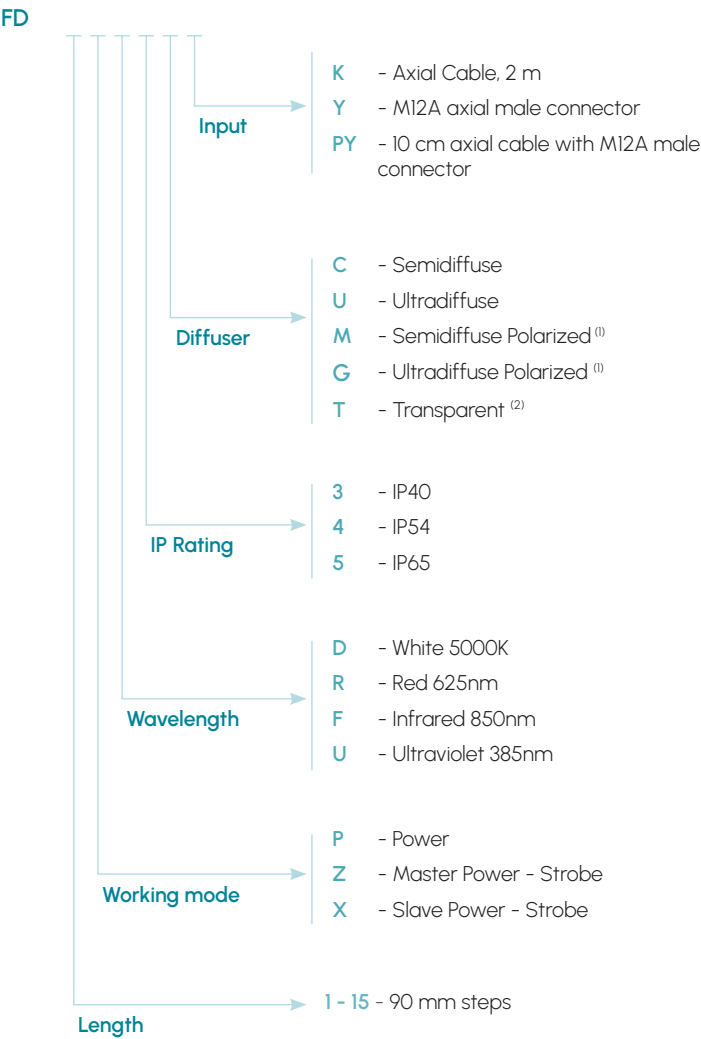 FD
K - Axial Cable, 2 m
Y - M12A axial male connector
Input
PY - 10 cm axial cable with M12A male
connector
C - Semidiffuse
U - Ultradiffuse
Diffuser
M - Semidiffuse Polarized (1)
G - Ultradiffuse Polarized (1)
T - Transparent (2)
3 - IP40
4 - IP54
IP Rating
5 - IP65
D - White 5000K
R - Red 625nm
Wavelength
F - Infrared 850nm
U - Ultraviolet 385nm
P - Power
Z - Master Power - Strobe
Working mode
X - Slave Power - Strobe
1 - 15 - 90 mm steps
Length